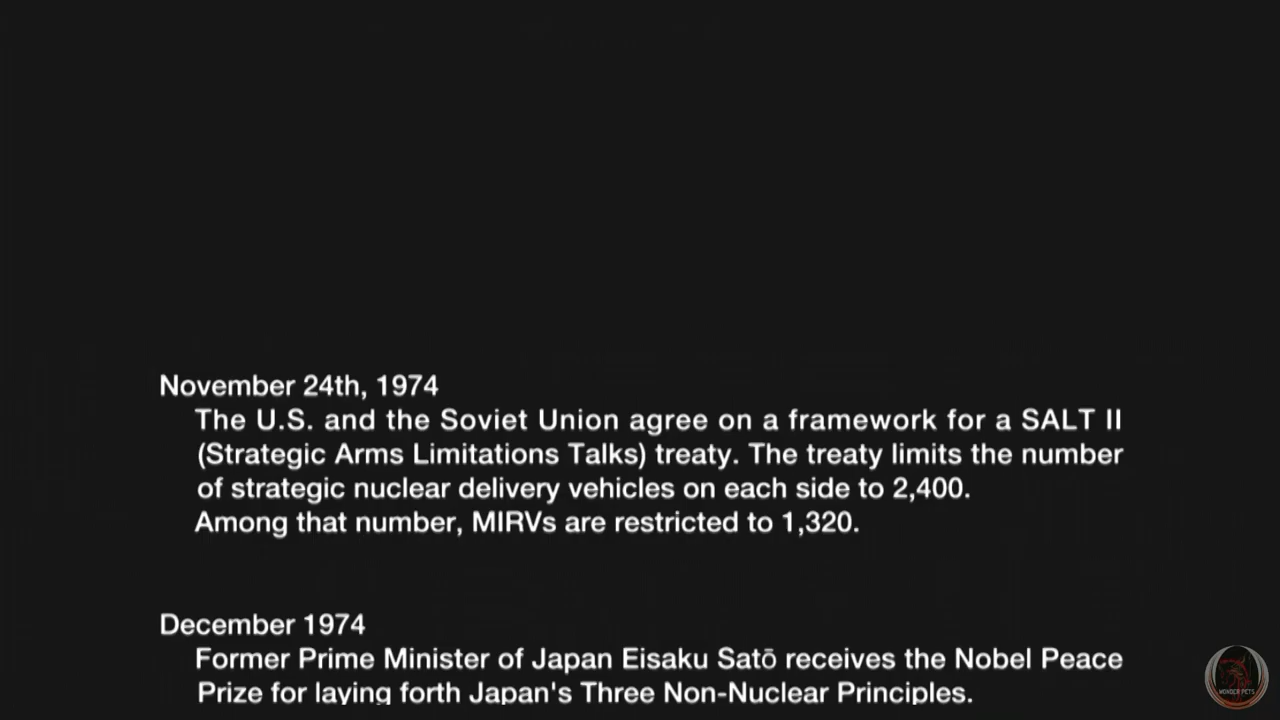 November 24th, 1974
The U.S. and the Soviet Union agree on a framework for a SALT II
(Strategic Arms Limitations Talks) treaty. The treaty limits the number
of strategic nuclear delivery vehicles on each side to 2,400.
Among that number, MIRVs are restricted to 1,320.
December 1974
Former Prime Minister of Japan Eisaku Satō receives the Nobel Peace
Prize for laying forth Japan's Three Non-Nuclear Principles.
WONDER PETS